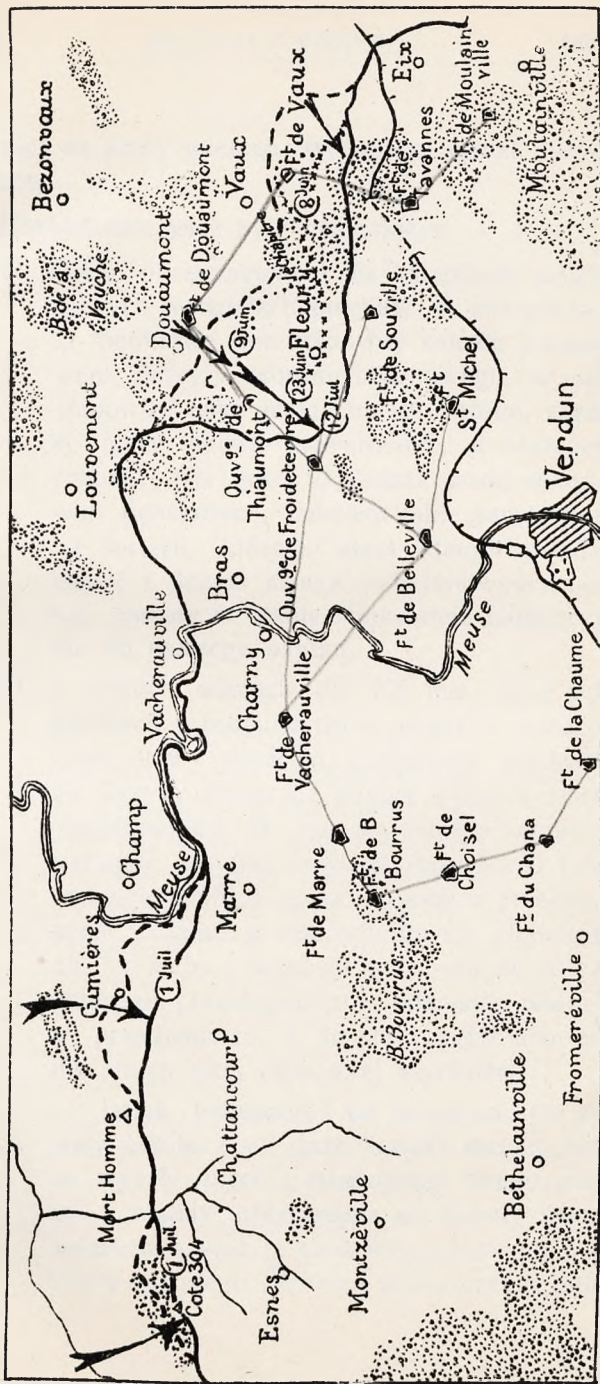 Bezonvaux
Louvemont
B. de la
Vauche
Douaumont
Ft de Douaumont
Vaux
Ft de Vaux
Eix
Ft de Moulain
ville
Moulainville
Ft de
Tavannes
8 Juin
9 Juin
23 Juin
Fleury
12 Juil
Ouvge de
Thiaumont
Ouvge de Froideterre
Ft de Souville
Ft
St Michel
Verdun
Vacherauville
Bras
Charny
Ft de Belleville
Meuse
Ft de
Vacherauville
Champ
Meuse
Marre
Ft de Marre
Ft de B
Bourrus
B. Bourrus
Ft de
Choisel
Ft du Chana
Ft de la Chaume
Cumières
1 Juil
Mort Homme
Chattancourt
1 Juil.
Cote 304
Esnes
Montzéville
Béthelainville
Fromeréville